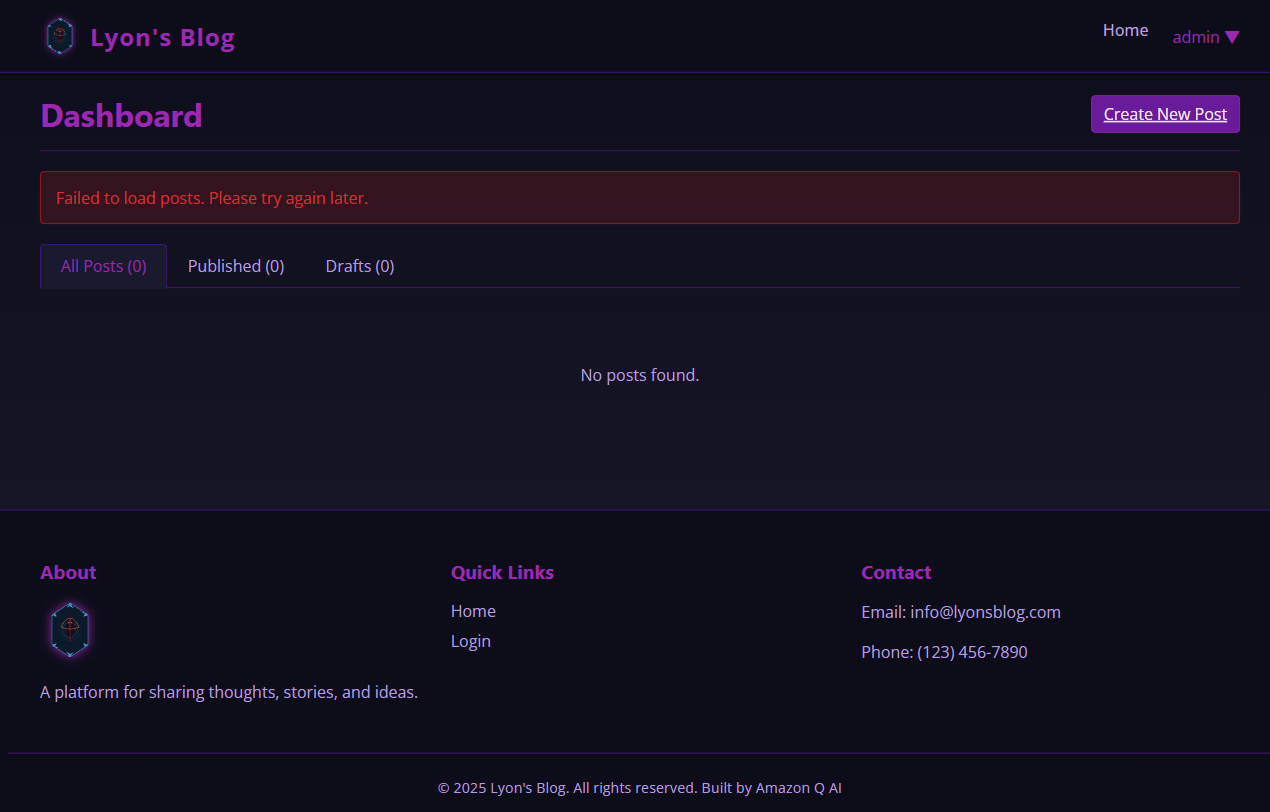 Lyon's Blog
Home
admin ▼
Dashboard
Create New Post
Failed to load posts. Please try again later.
All Posts (0)
Published (0)
Drafts (0)
No posts found.
About
A platform for sharing thoughts, stories, and ideas.
Quick Links
Home
Login
Contact
Email: info@lyonsblog.com
Phone: (123) 456-7890
© 2025 Lyon's Blog. All rights reserved. Built by Amazon Q AI